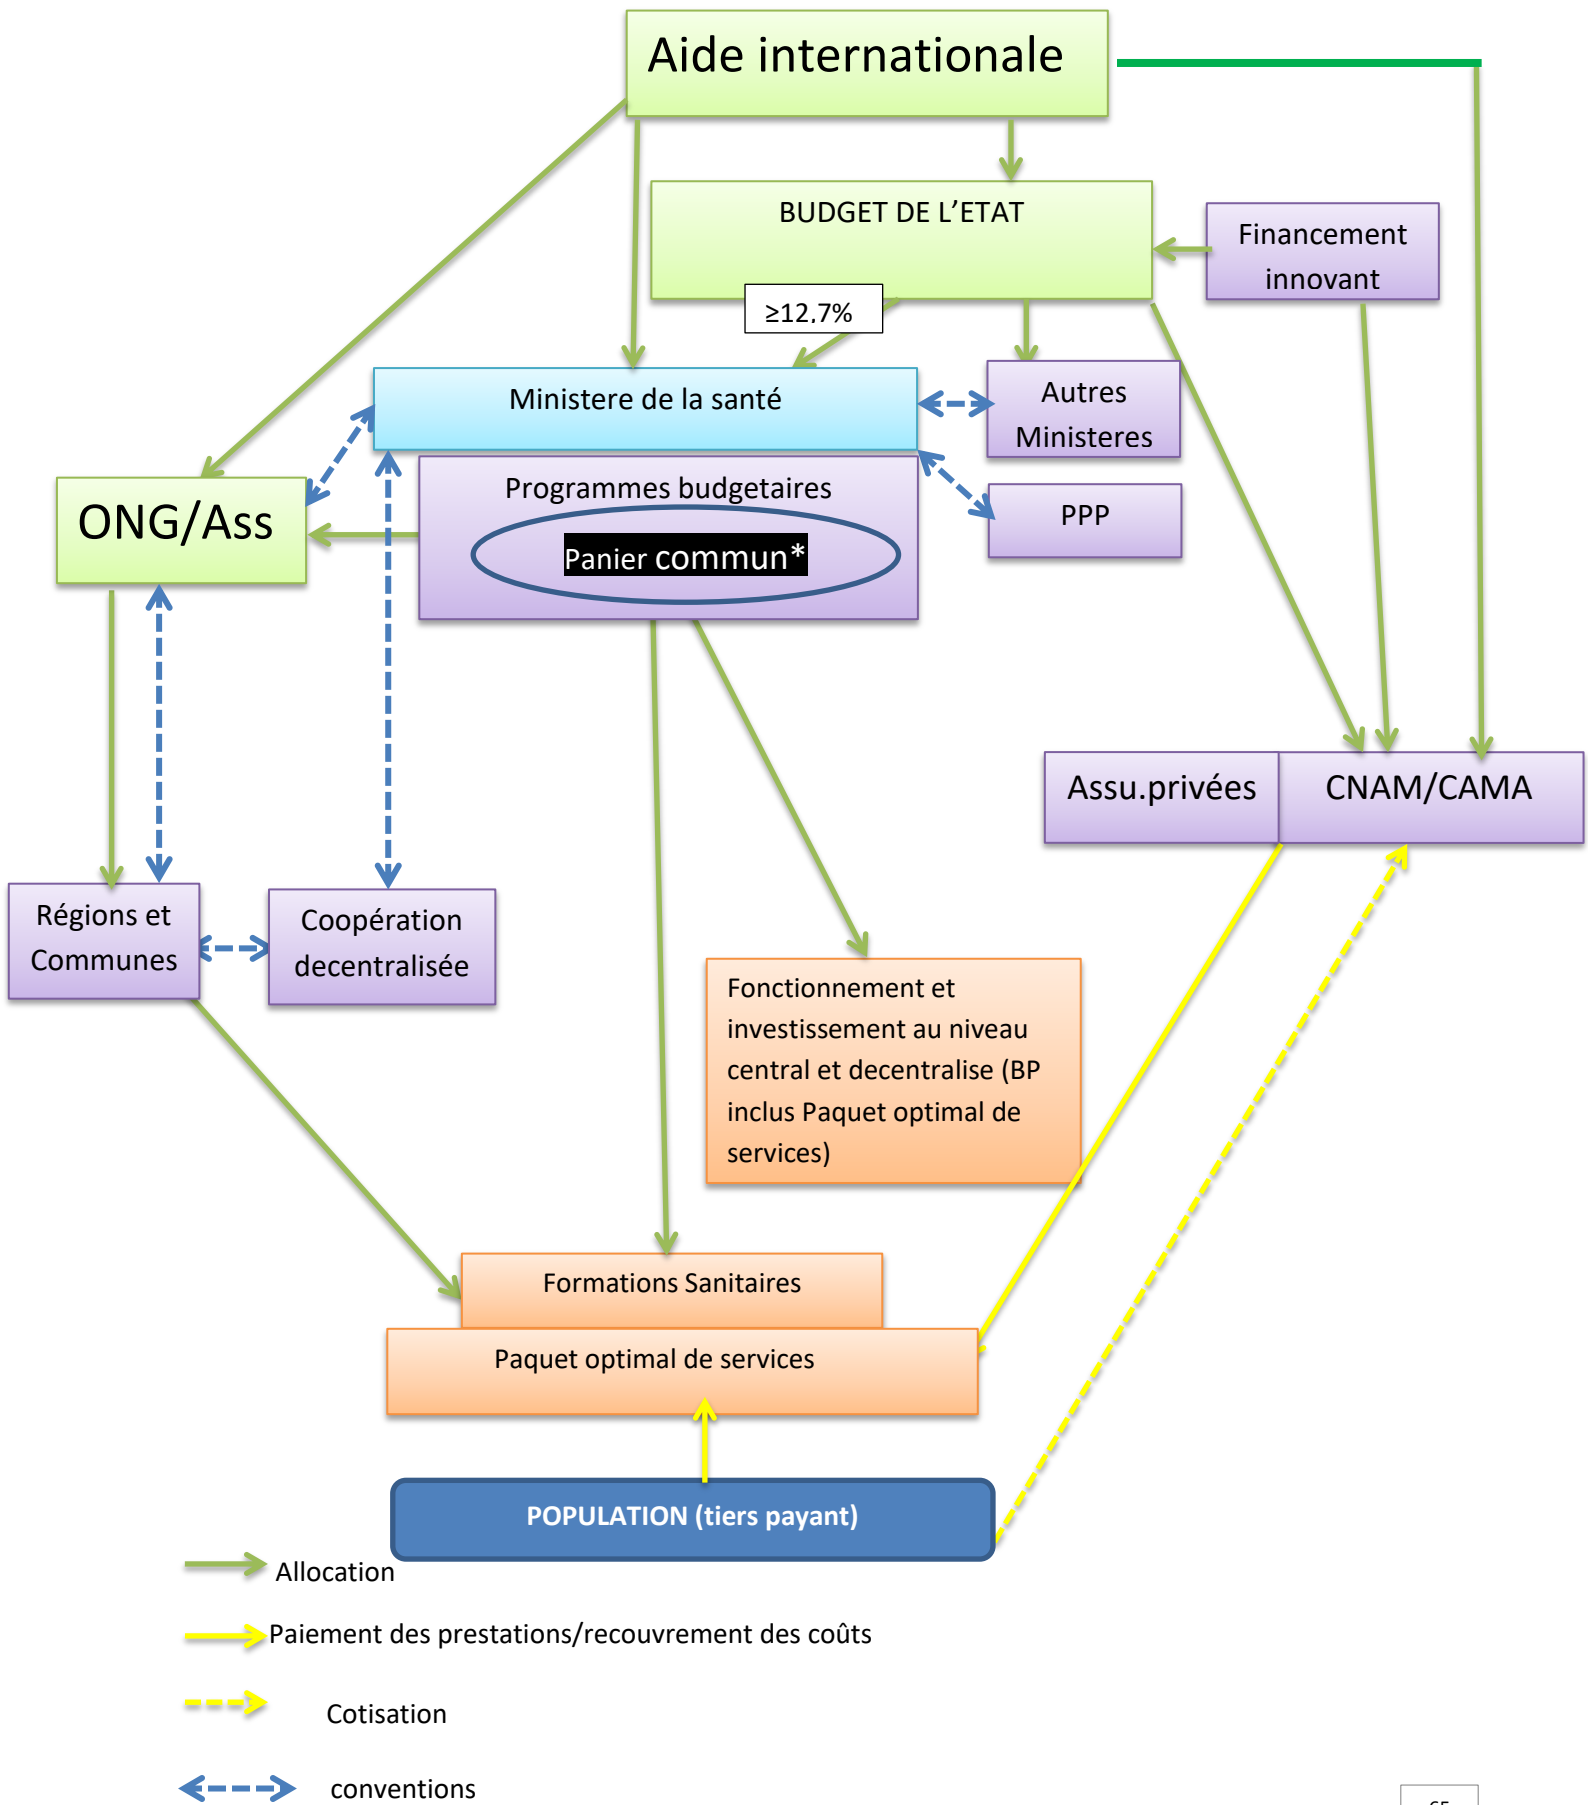 Aide internationale
BUDGET DE L’ETAT
Financement
innovant
≥12,7%
Ministere de la santé
Autres
Ministeres
Programmes budgetaires
PPP
ONG/Ass
Panier commun*
Assu.privées
CNAM/CAMA
Régions et
Communes
Coopération
decentralisée
Fonctionnement et
investissement au niveau
central et decentralise (BP
inclus Paquet optimal de
services)
Formations Sanitaires
Paquet optimal de services
POPULATION (tiers payant)
Allocation
Paiement des prestations/recouvrement des coûts
Cotisation
conventions